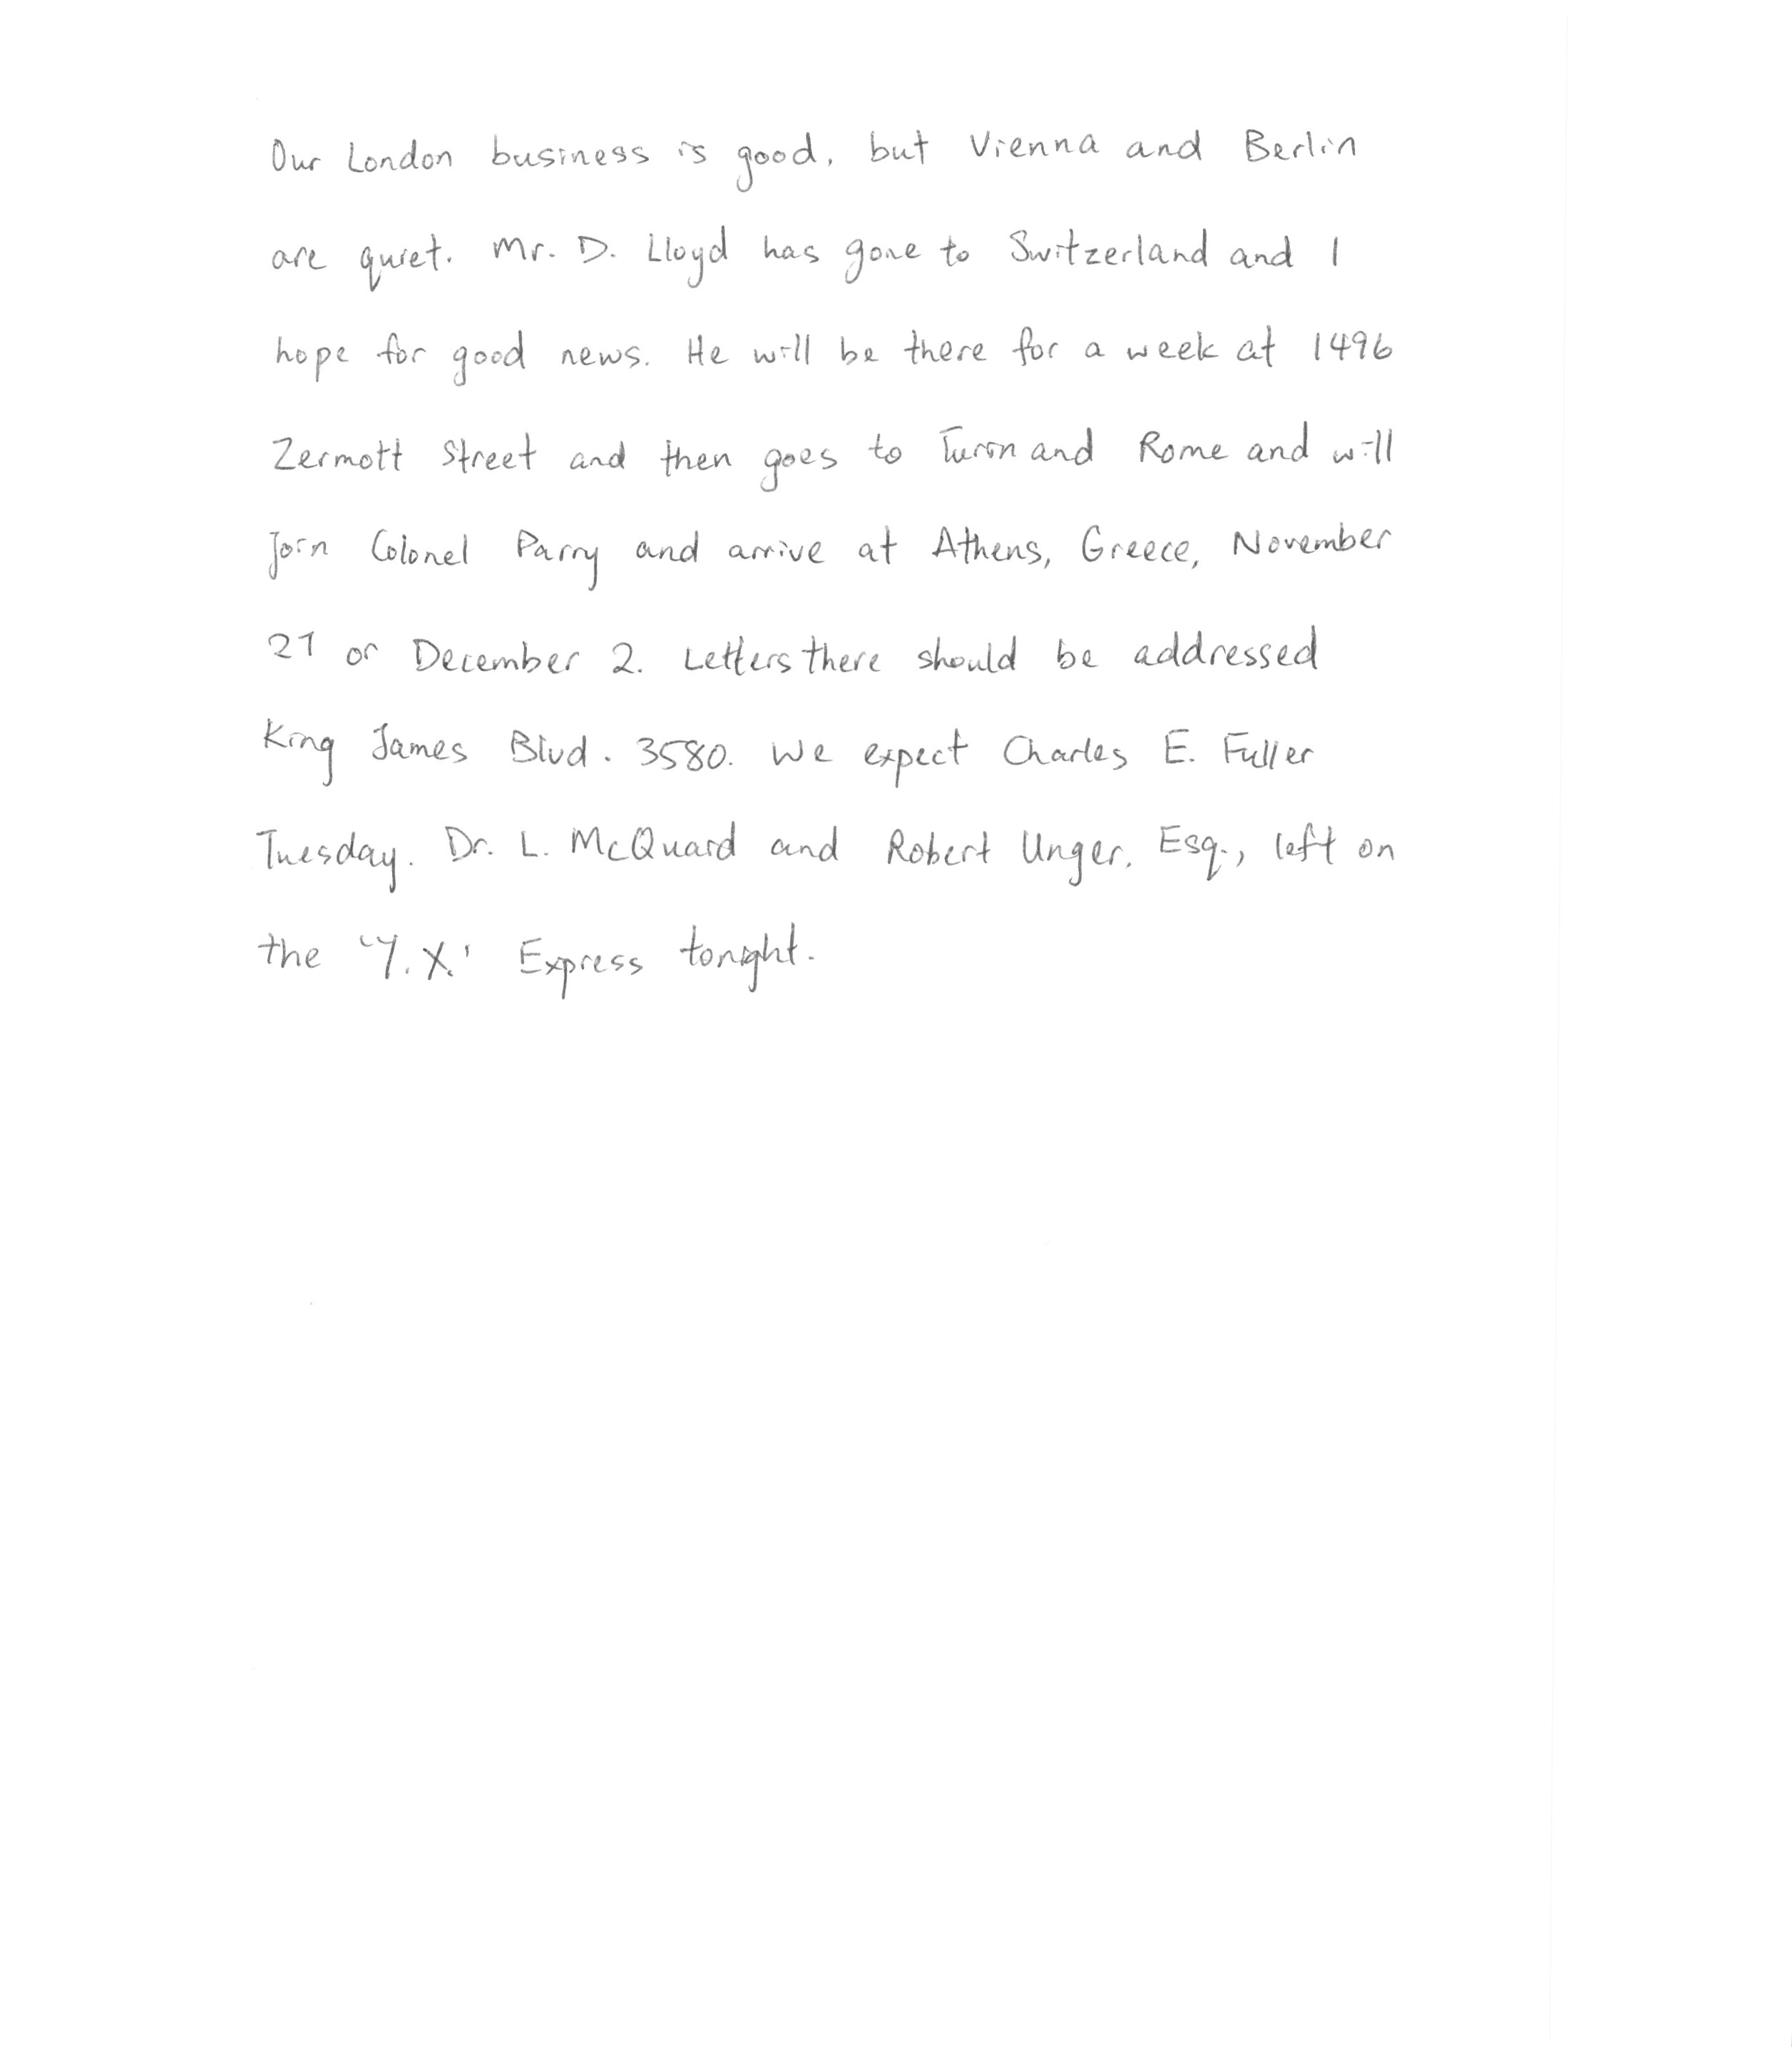 Our London business is good, but Vienna and Berlin
are quiet. Mr. D. Lloyd has gone to Switzerland and I
hope for good news. He will be there for a week at 1496
Zermott Street and then goes to Turin and Rome and will
join Colonel Parry and arrive at Athens, Greece, November
27 or December 2. Letters there should be addressed
King James Blvd. 3580. We expect Charles E. Fuller
Tuesday. Dr. L. McQuard and Robert Unger, Esq., left on
the 'Y.X.' Express tonight.